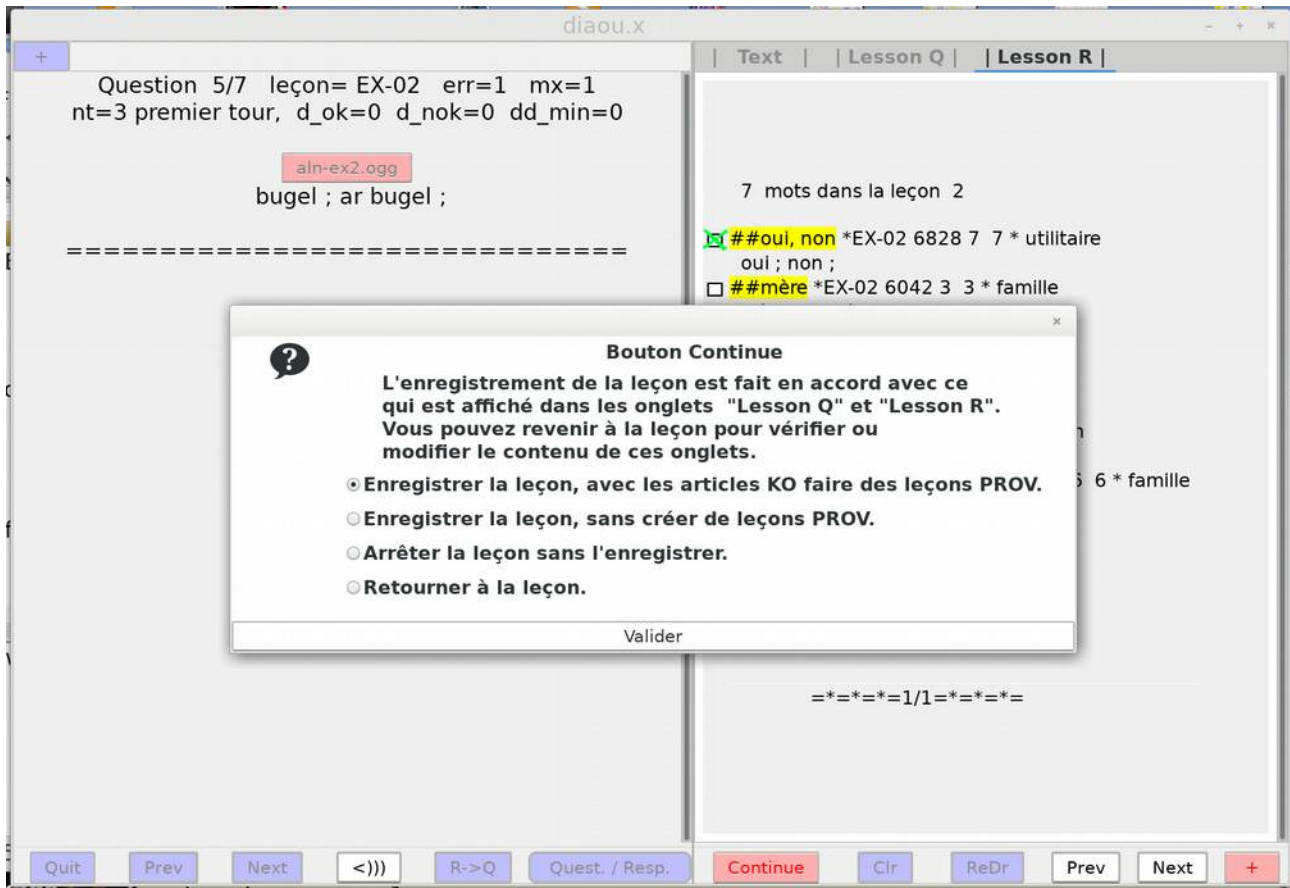 diaou.x
+
Question 5/7 leçon= EX-02 err=1 mx=1
nt=3 premier tour, d_ok=0 d_nok=0 dd_min=0
aln-ex2.ogg
bugel ; ar bugel ;
==============================
| Text | | Lesson Q | | Lesson R |
7 mots dans la leçon 2
##oui, non *EX-02 6828 7 7 * utilitaire
oui ; non ;
##mère *EX-02 6042 3 3 * famille
6 * famille
=*=*=*=1/1=*=*=*=
Bouton Continue
L'enregistrement de la leçon est fait en accord avec ce
qui est affiché dans les onglets "Lesson Q" et "Lesson R".
Vous pouvez revenir à la leçon pour vérifier ou
modifier le contenu de ces onglets.
Enregistrer la leçon, avec les articles KO faire des leçons PROV.
Enregistrer la leçon, sans créer de leçons PROV.
Arrêter la leçon sans l'enregistrer.
Retourner à la leçon.
Valider
Quit Prev Next <))) R->Q Quest. / Resp.
Continue Clr ReDr Prev Next +